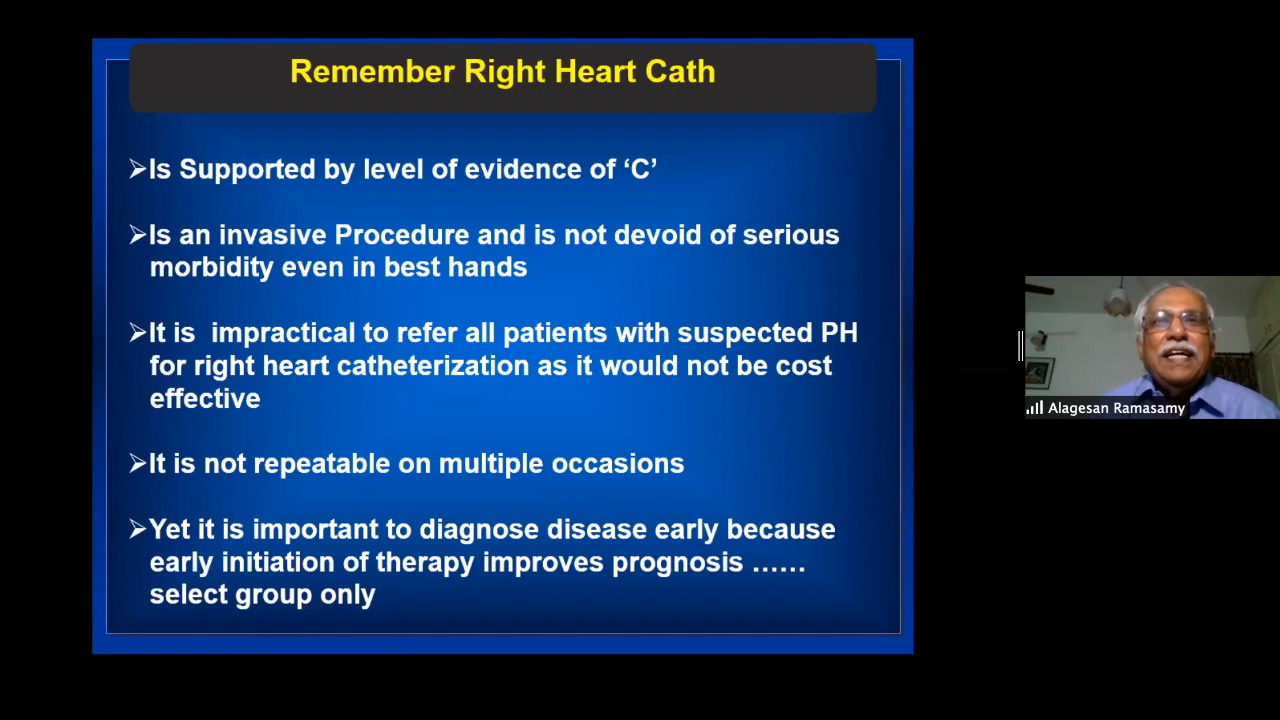 Remember Right Heart Cath
➢Is Supported by level of evidence of ‘C’
➢Is an invasive Procedure and is not devoid of serious
morbidity even in best hands
➢It is  impractical to refer all patients with suspected PH
for right heart catheterization as it would not be cost
effective
➢It is not repeatable on multiple occasions
➢Yet it is important to diagnose disease early because
early initiation of therapy improves prognosis ……
select group only
Alagesan Ramasamy